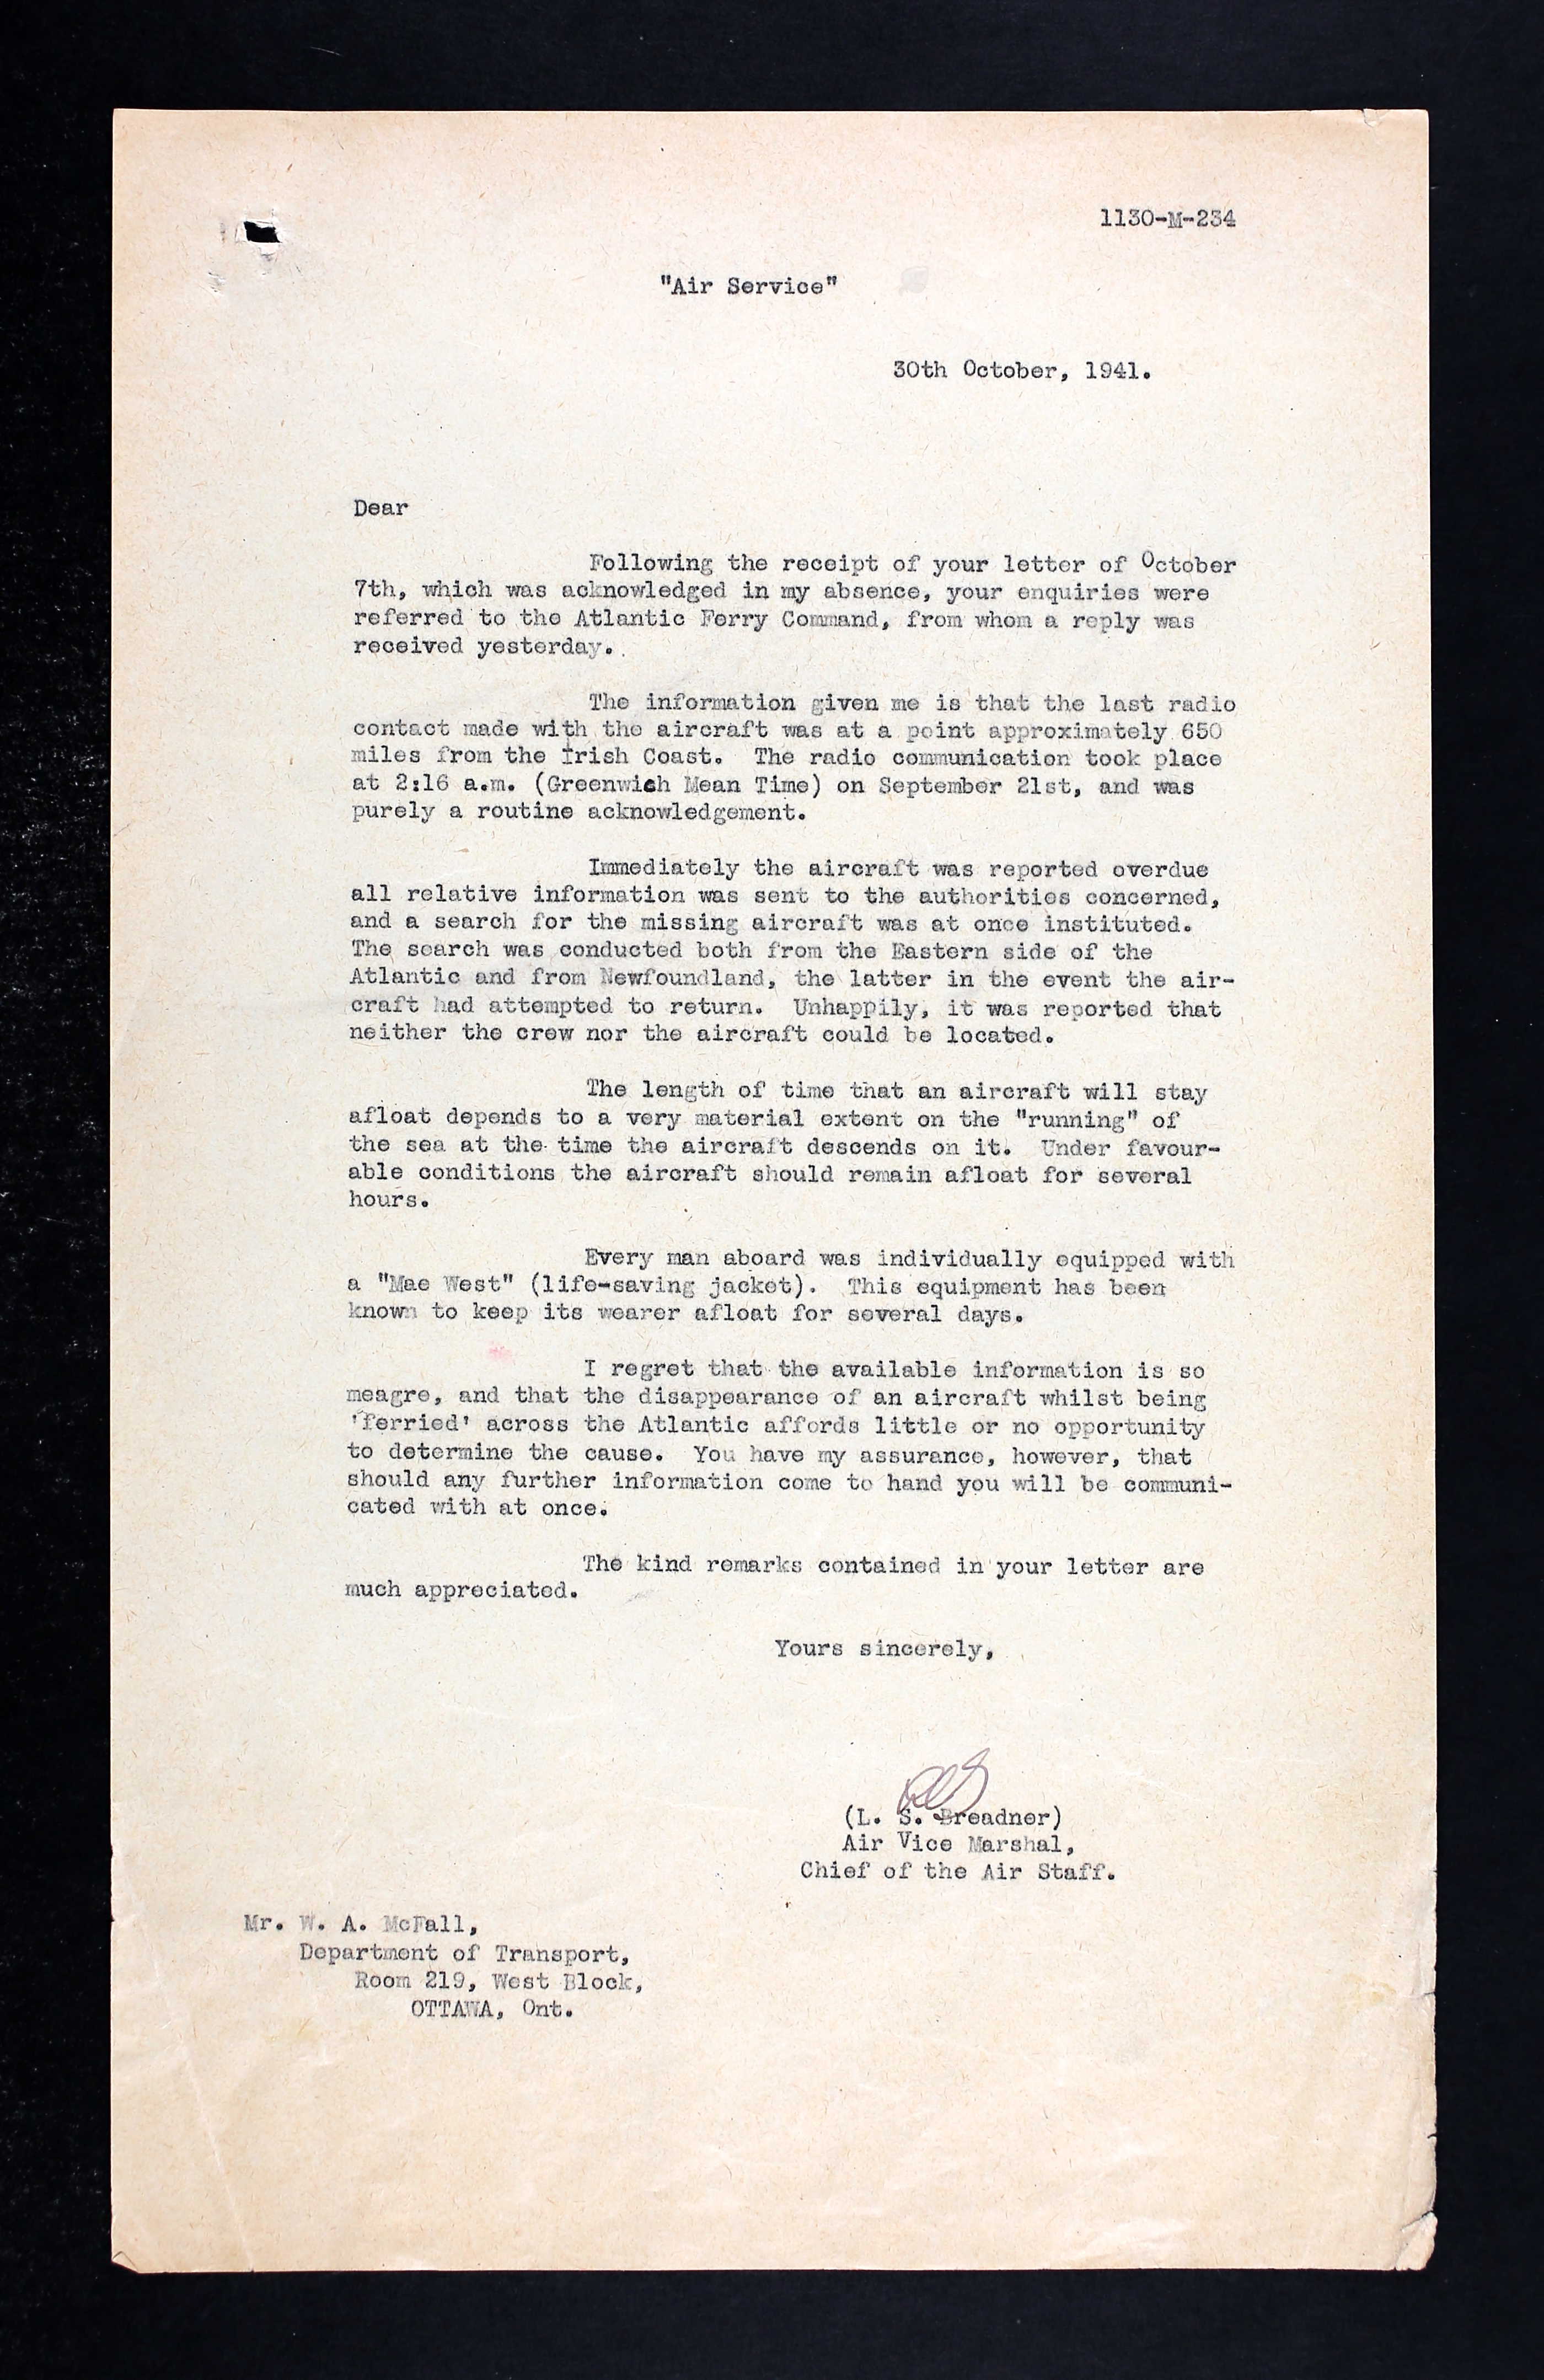 1130-M-234
"Air Service"
30th October, 1941.
Dear
Following the receipt of your letter of October
7th, which was acknowledged in my absence, your enquiries were
referred to the Atlantic Ferry Command, from whom a reply was
received yesterday.
The information given me is that the last radio
contact made with the aircraft was at a point approximately 650
miles from the Irish Coast. The radio communication took place
at 2:16 a.m. (Greenwich Mean Time) on September 21st, and was
purely a routine acknowledgement.
Immediately the aircraft was reported overdue
all relative information was sent to the authorities concerned,
and a search for the missing aircraft was at once instituted.
The search was conducted both from the Eastern side of the
Atlantic and from Newfoundland, the latter in the event the air-
craft had attempted to return. Unhappily, it was reported that
neither the crew nor the aircraft could be located.
The length of time that an aircraft will stay
afloat depends to a very material extent on the "running" of
the sea at the time the aircraft descends on it. Under favour-
able conditions the aircraft should remain afloat for several
hours.
Every man aboard was individually equipped with
a "Mae West" (life-saving jacket). This equipment has been
known to keep its wearer afloat for several days.
I regret that the available information is so
meagre, and that the disappearance of an aircraft whilst being
'ferried' across the Atlantic affords little or no opportunity
to determine the cause. You have my assurance, however, that
should any further information come to hand you will be communi-
cated with at once.
The kind remarks contained in your letter are
much appreciated.
Yours sincerely,
(L. S. Breadner)
Air Vice Marshal,
Chief of the Air Staff.
Mr. W. A. McFall,
Department of Transport,
Room 219, West Block,
OTTAWA, Ont.